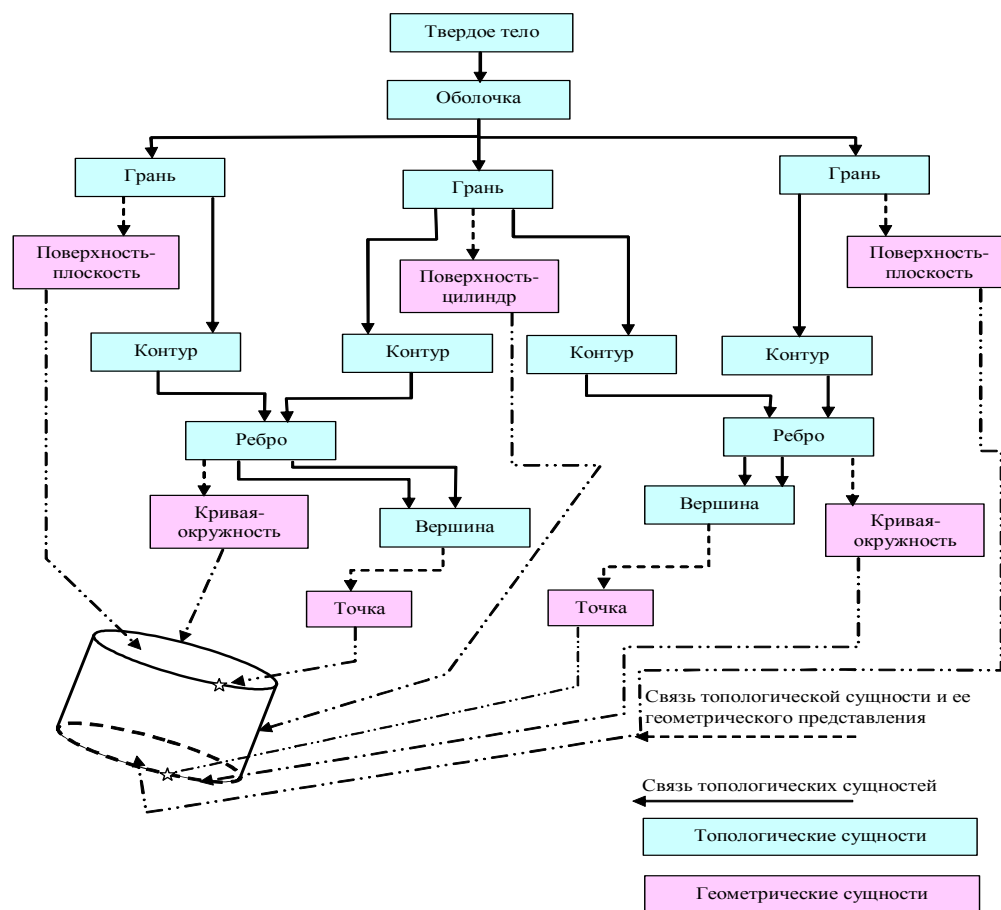 Твердое тело
Оболочка
Грань
Грань
Грань
Поверхность-
плоскость
Поверхность-
цилиндр
Поверхность-
плоскость
Контур
Контур
Контур
Контур
Ребро
Ребро
Кривая-
окружность
Вершина
Вершина
Кривая-
окружность
Точка
Точка
Связь топологической сущности и ее
геометрического представления
Связь топологических сущностей
Топологические сущности
Геометрические сущности